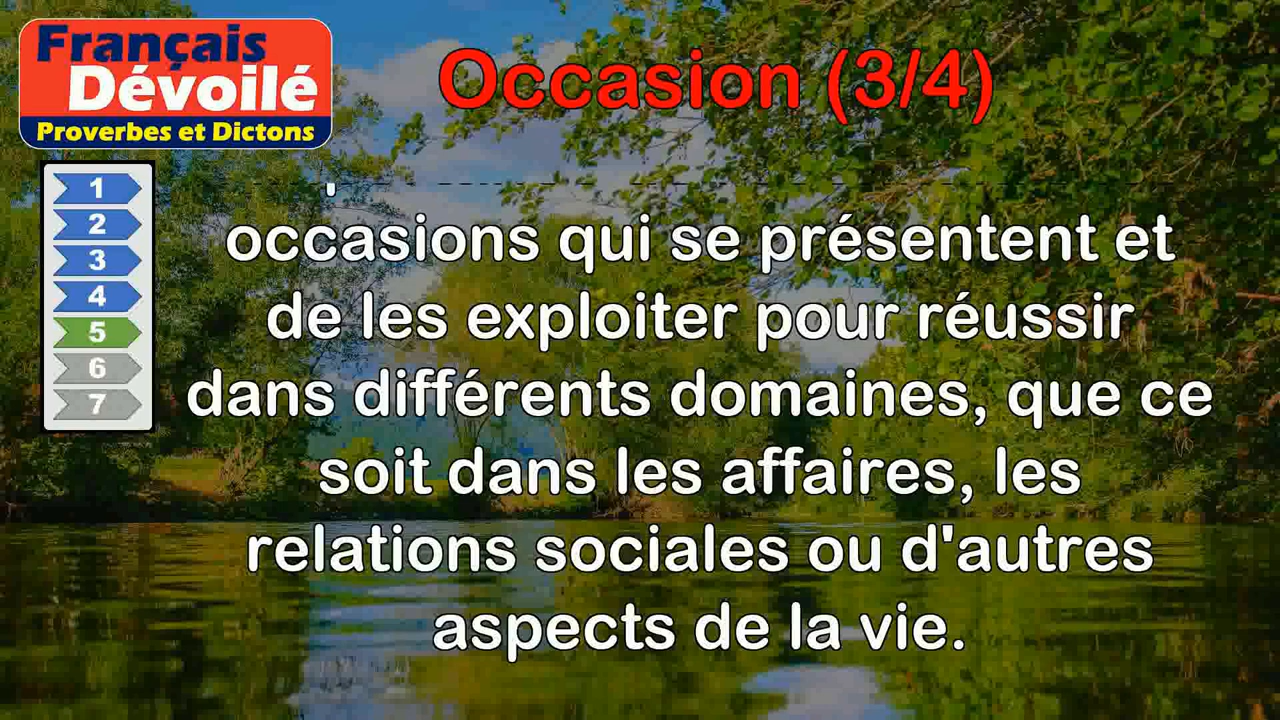 Français
Dévoilé
Proverbes et Dictons
Occasion (3/4)
1
2
3
4
5
6
7
occasions qui se présentent et
de les exploiter pour réussir
dans différents domaines, que ce
soit dans les affaires, les
relations sociales ou d'autres
aspects de la vie.